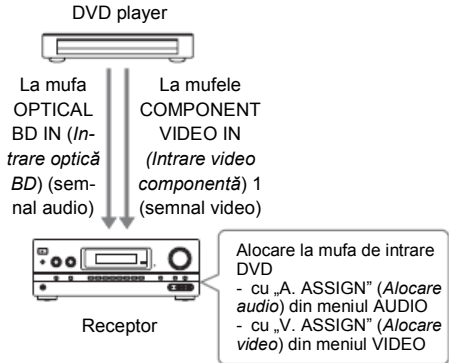 DVD player
La mufa
OPTICAL
BD IN (In-
trare optică
BD) (sem-
nal audio)
La mufele
COMPONENT
VIDEO IN
(Intrare video
componentă) 1
(semnal video)
Receptor
Alocare la mufa de intrare
DVD
- cu „A. ASSIGN” (Alocare
audio) din meniul AUDIO
- cu „V. ASSIGN” (Alocare
video) din meniul VIDEO